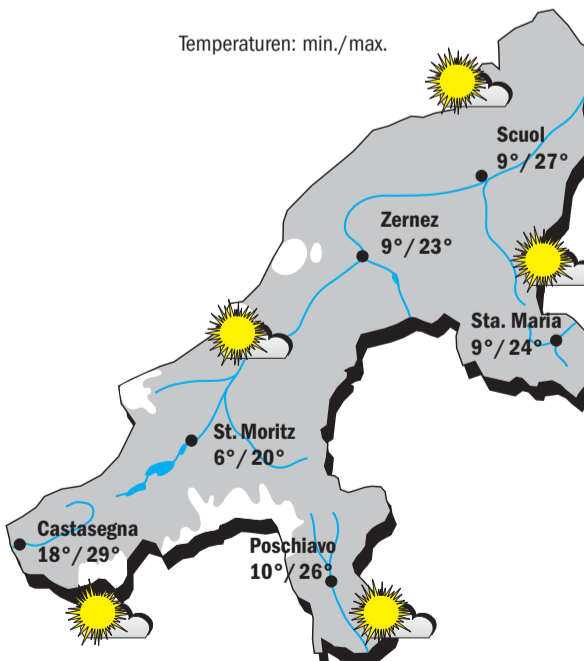 Temperaturen: min./max.
Scuol
9°/27°
Zernez
9°/23°
Sta. Maria
9°/24°
St. Moritz
6°/20°
Castasegna
18°/29°
Poschiavo
10°/26°